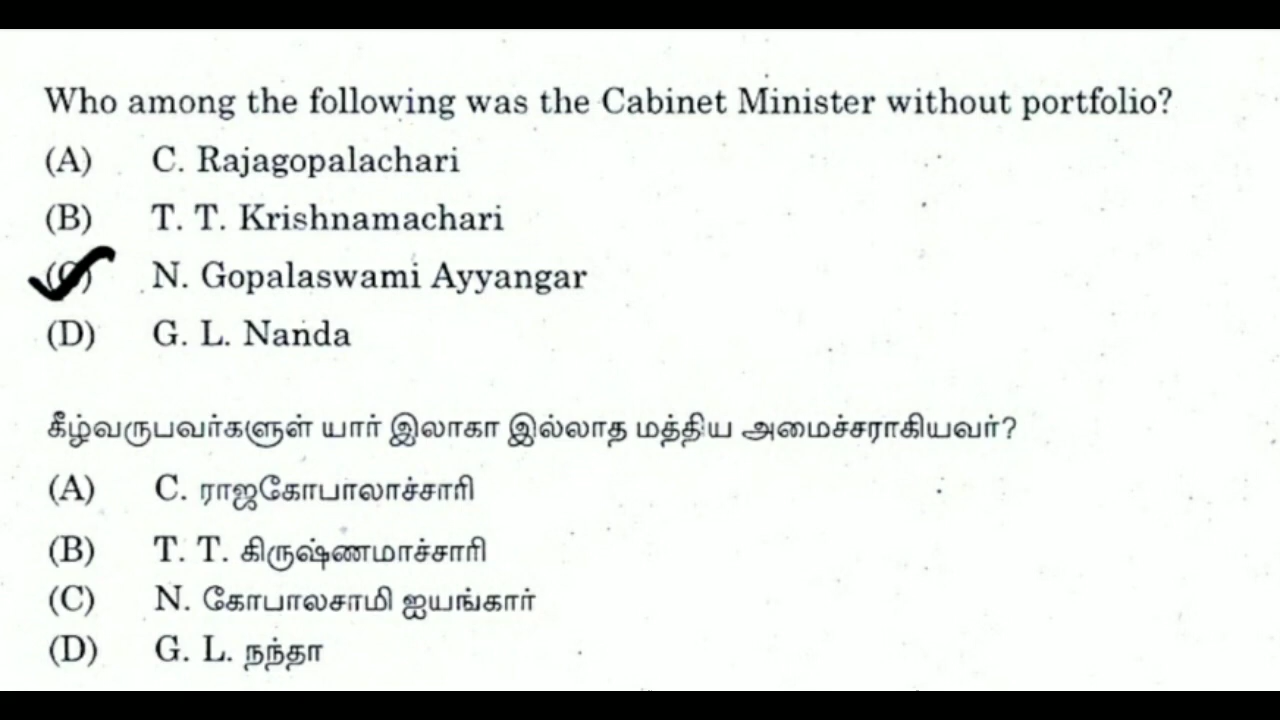 Who among the following was the Cabinet Minister without portfolio?
(A) C. Rajagopalachari
(B) T. T. Krishnamachari
(C) N. Gopalaswami Ayyangar
(D) G. L. Nanda
கீழ்வருபவர்களுள் யார் இலாகா இல்லாத மத்திய அமைச்சராகியவர்?
(A) C. ராஜகோபாலாச்சாரி
(B) T. T. கிருஷ்ணமாச்சாரி
(C) N. கோபாலசாமி ஐயங்கார்
(D) G. L. நந்தா